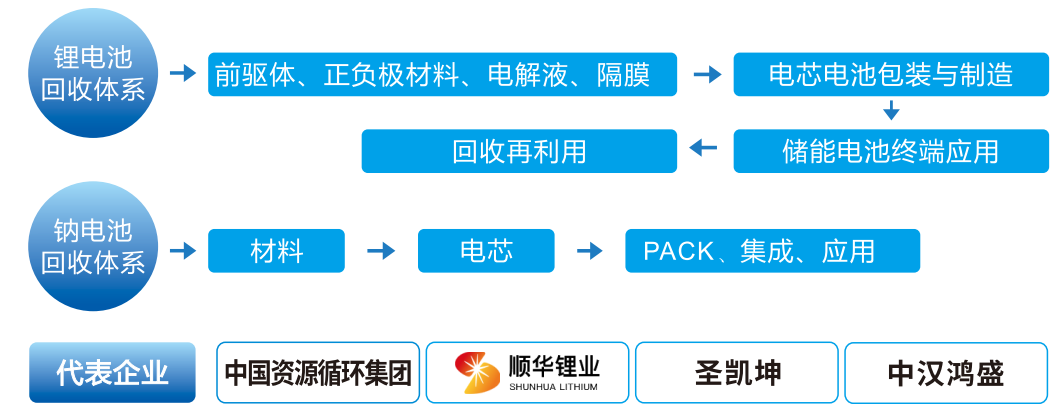 锂电池
回收体系
前驱体、正负极材料、电解液、隔膜
电芯电池包装与制造
储能电池终端应用
回收再利用
钠电池
回收体系
材料
电芯
PACK、集成、应用
代表企业
中国资源循环集团
顺华锂业
SHUNHUA LITHIUM
圣凯坤
中汉鸿盛